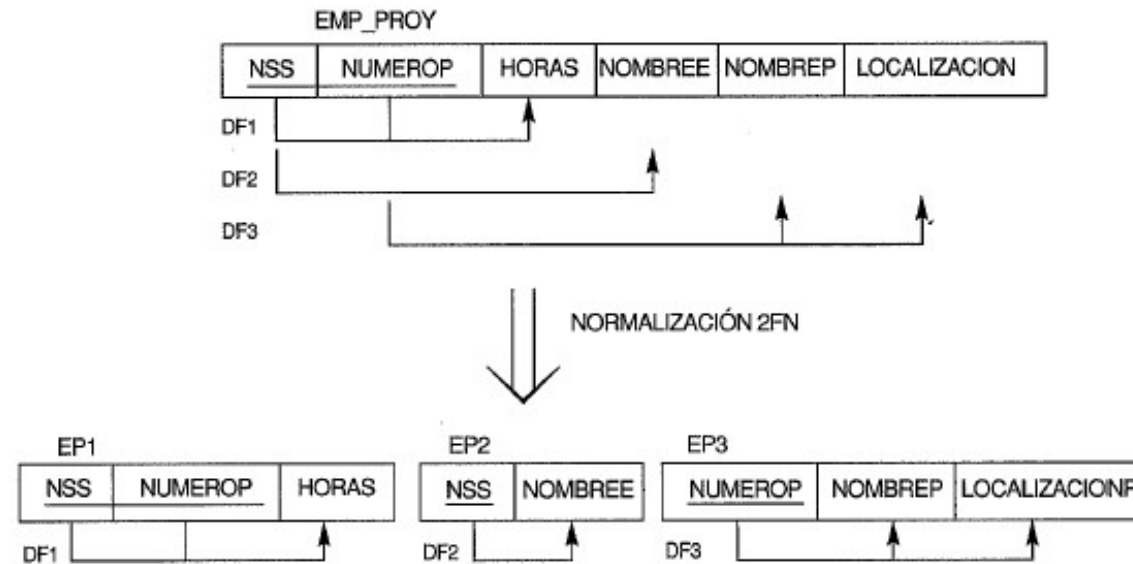 EMP_PROY
NSS NUMEROP HORAS NOMBREE NOMBREP LOCALIZACION
DF1
DF2
DF3
NORMALIZACIÓN 2FN
EP1 EP2 EP3
NSS NUMEROP HORAS NSS NOMBREE NUMEROP NOMBREP LOCALIZACIONP
DF1 DF2 DF3